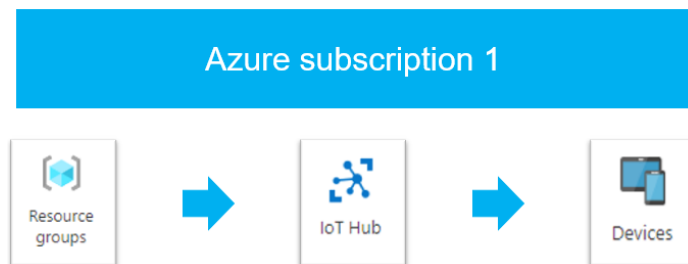 Azure subscription 1
Resource
groups
IoT Hub
Devices